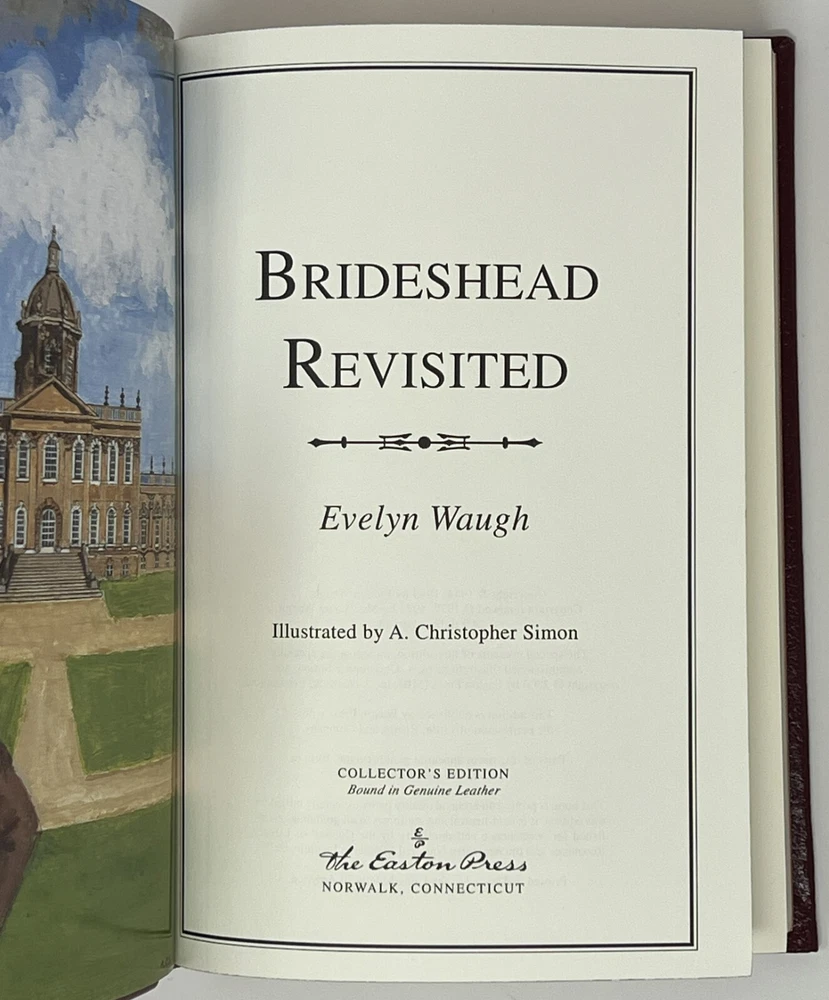 BRIDESHEAD
REVISITED
Evelyn Waugh
Illustrated by A. Christopher Simon
COLLECTOR'S EDITION
Bound in Genuine Leather
The Easton Press
NORWALK, CONNECTICUT